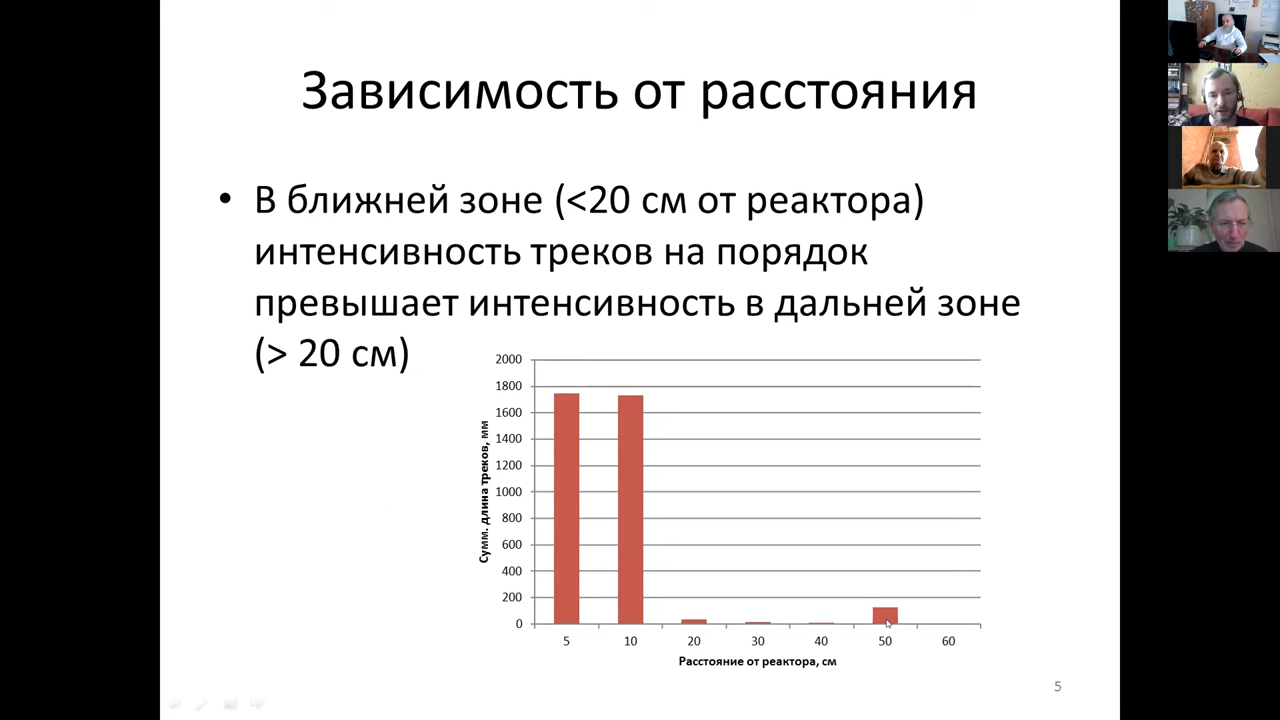 Зависимость от расстояния
• В ближней зоне (<20 см от реактора)
интенсивность треков на порядок
превышает интенсивность в дальней зоне
(> 20 см)
2000
1800
1600
1400
1200
1000
800
600
400
200
0
Сумм. длина треков, мм
5 10 20 30 40 50 60
Расстояние от реактора, см
5